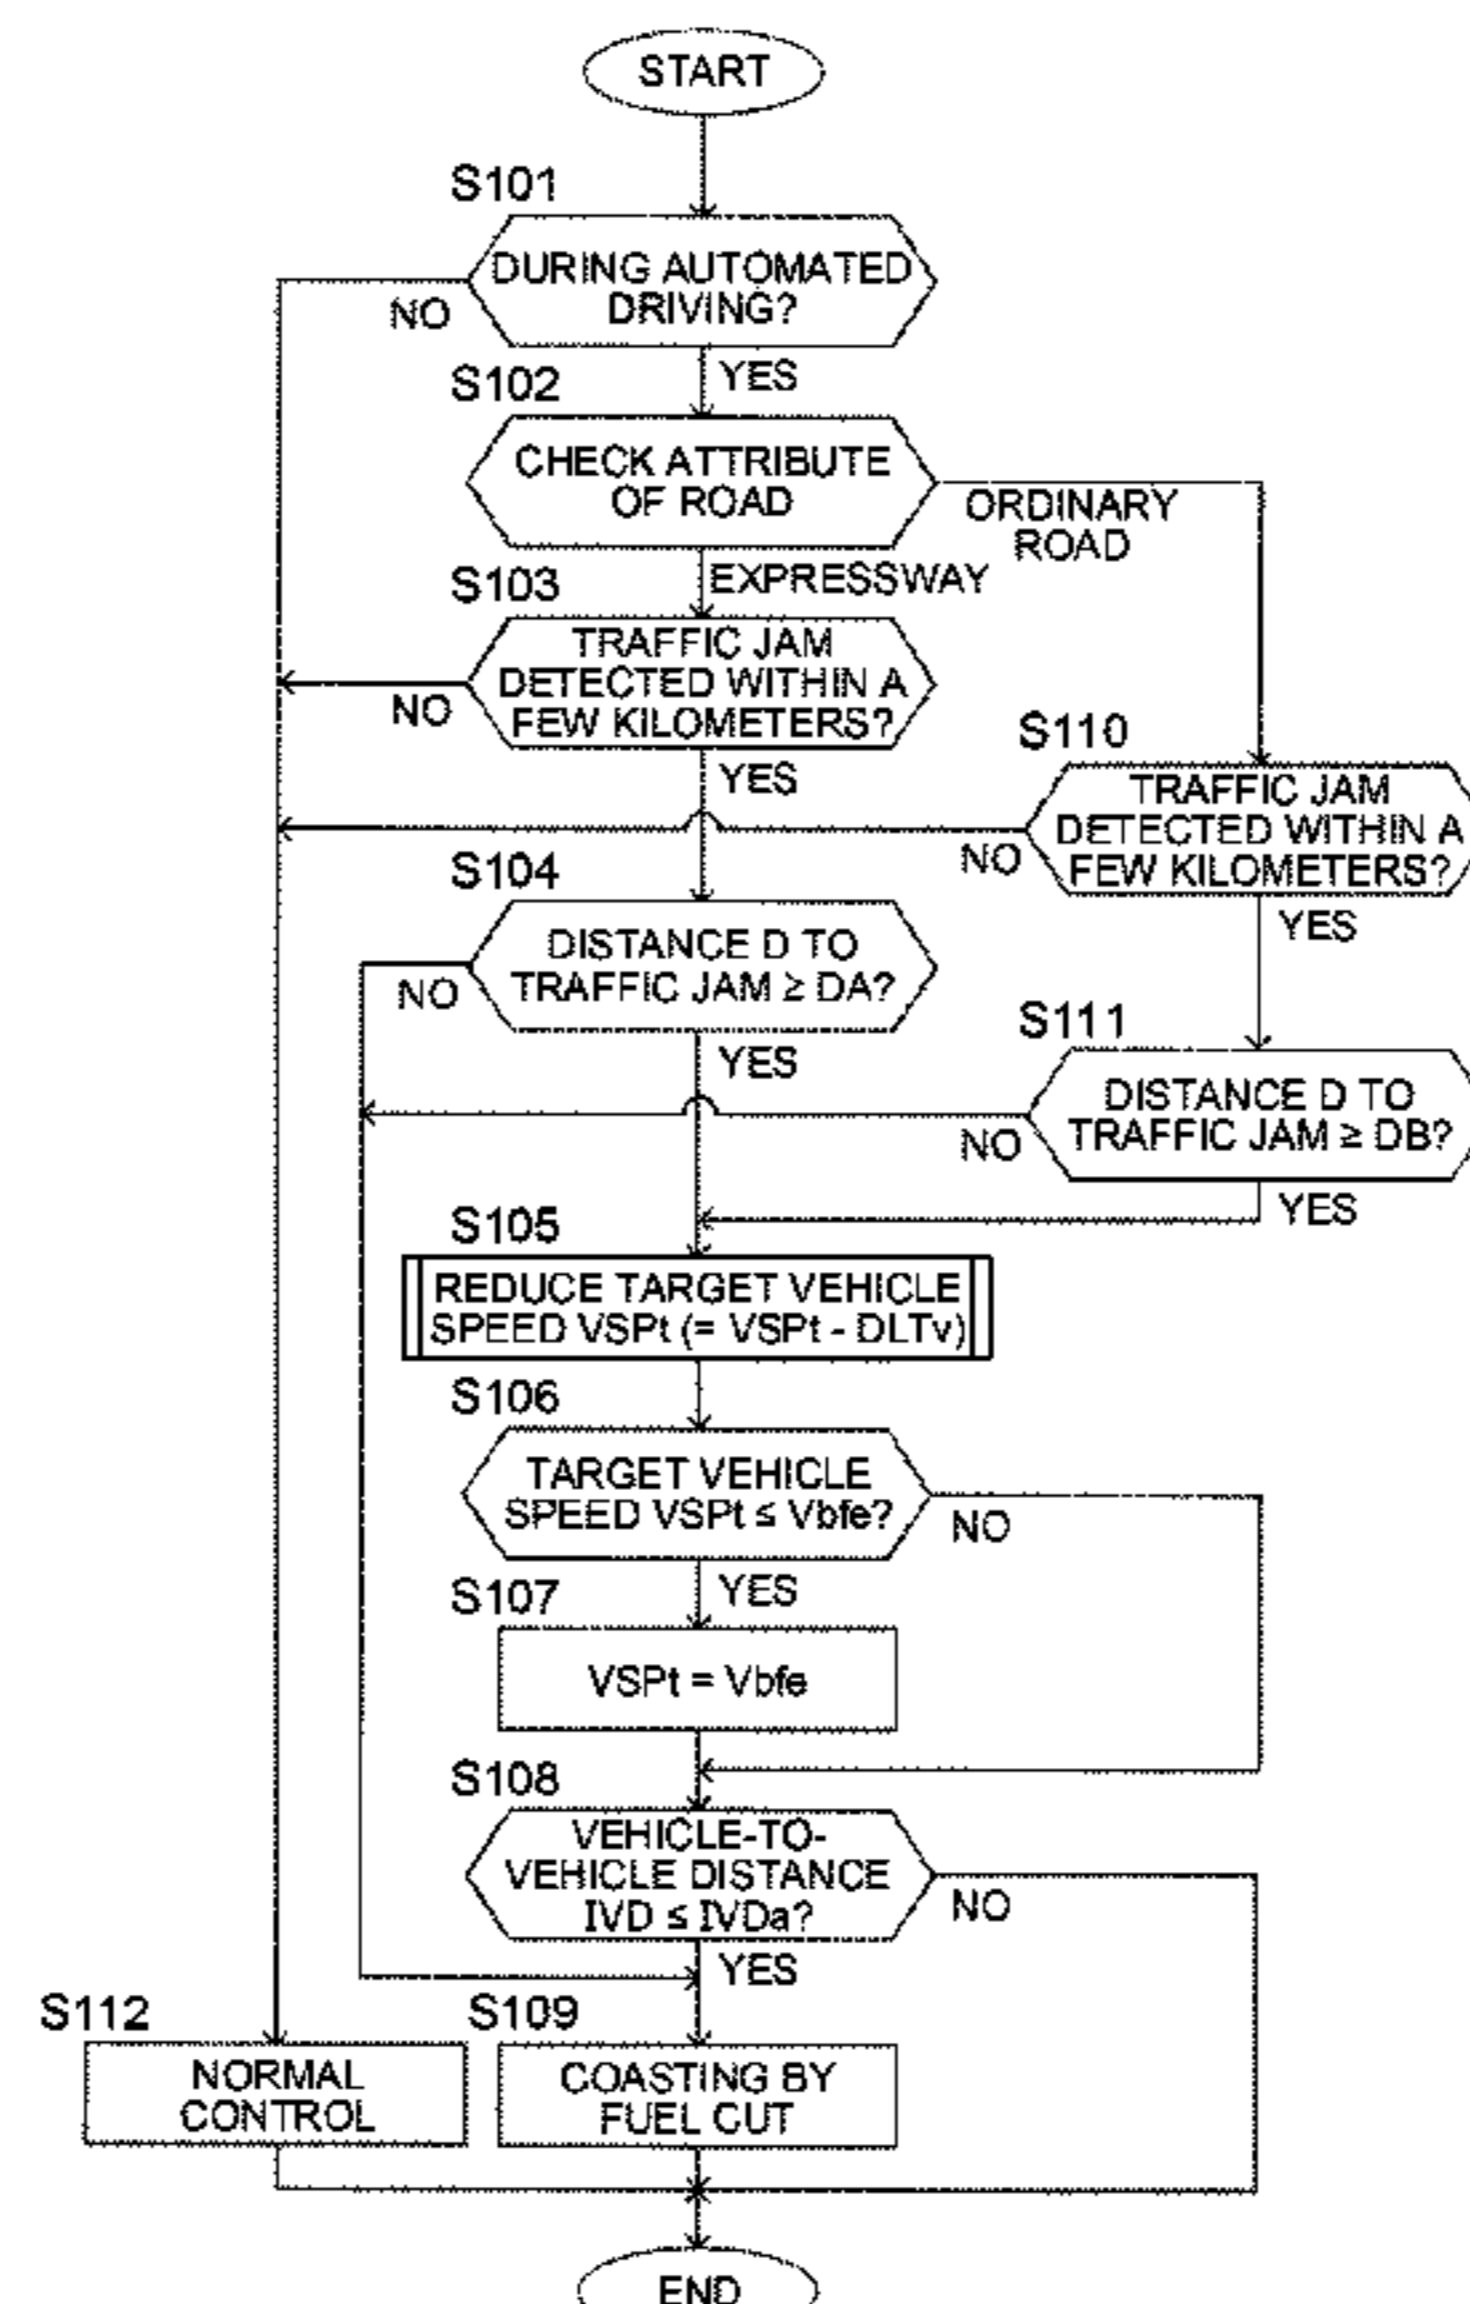 START
S101
DURING AUTOMATED
DRIVING?
NO
YES
S102
CHECK ATTRIBUTE
OF ROAD
ORDINARY
ROAD
EXPRESSWAY
S103
TRAFFIC JAM
DETECTED WITHIN A
FEW KILOMETERS?
NO
YES
S110
TRAFFIC JAM
DETECTED WITHIN A
FEW KILOMETERS?
NO
YES
S104
DISTANCE D TO
TRAFFIC JAM ≥ DA?
NO
YES
S111
DISTANCE D TO
TRAFFIC JAM ≥ DB?
NO
YES
S105
REDUCE TARGET VEHICLE
SPEED VSPt (= VSPt - DLTv)
S106
TARGET VEHICLE
SPEED VSPt ≤ Vbfe?
NO
YES
S107
VSPt = Vbfe
S108
VEHICLE-TO-
VEHICLE DISTANCE
IVD ≤ IVDa?
NO
YES
S112
NORMAL
CONTROL
S109
COASTING BY
FUEL CUT
END